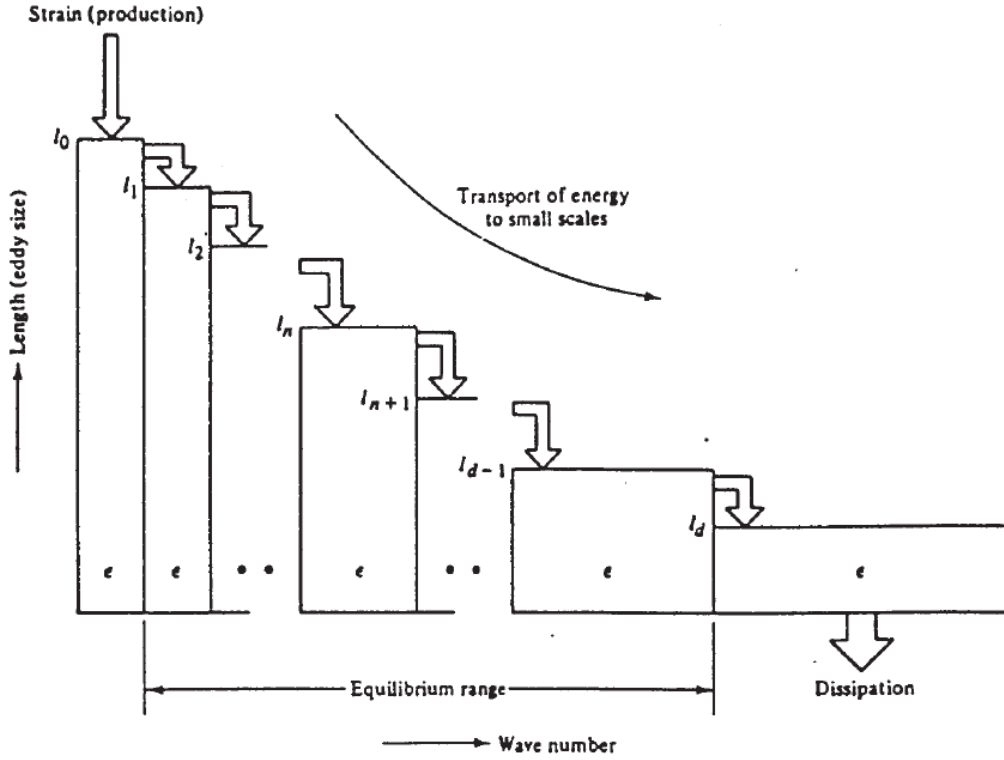 Strain (production)
l0
l1
l2
Transport of energy
to small scales
Length (eddy size)
ln
ln + 1
ld − 1
ld
ϵ ϵ ϵ ϵ ϵ
Equilibrium range
Dissipation
Wave number